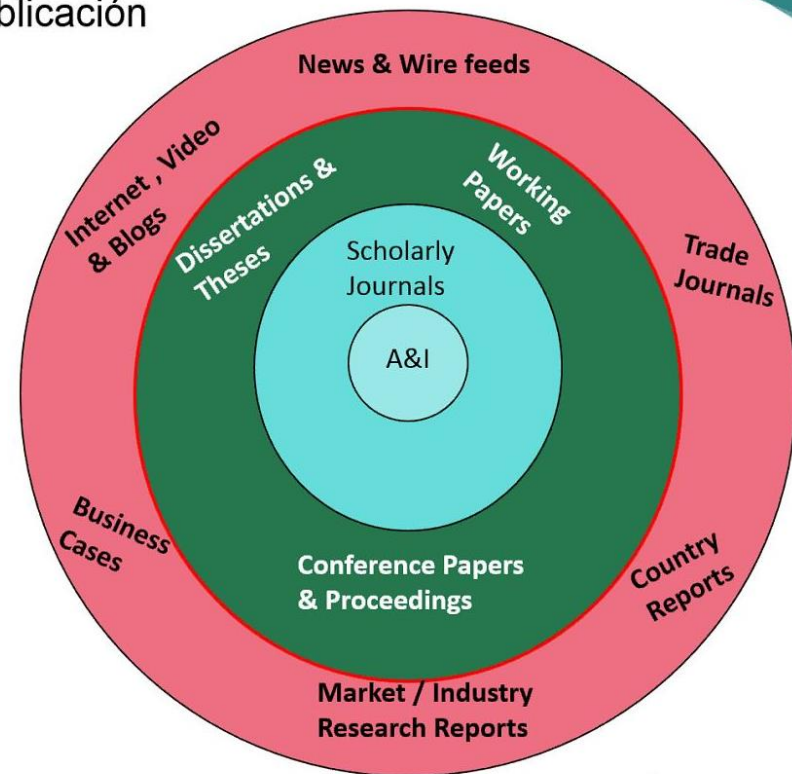 blicación
News & Wire feeds
Internet , Video
& Blogs
Dissertations &
Theses
Working
Papers
Trade
Journals
Scholarly
Journals
A&I
Business
Cases
Conference Papers
& Proceedings
Country
Reports
Market / Industry
Research Reports